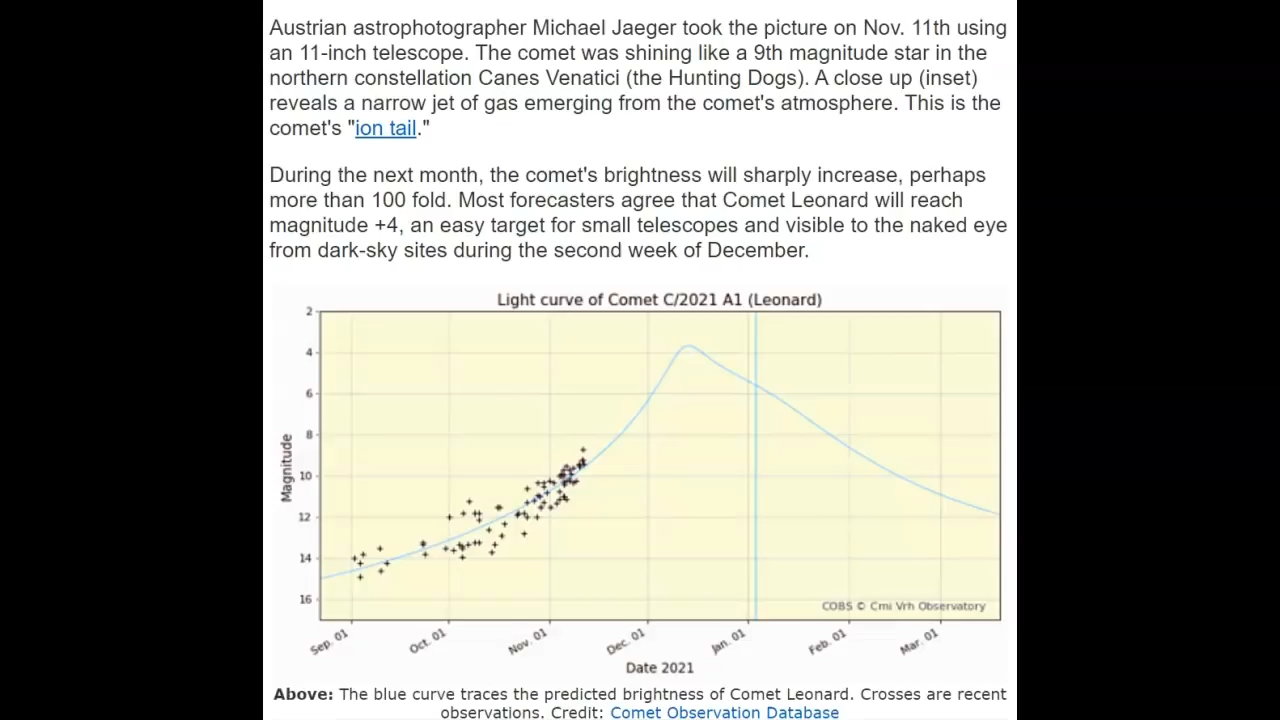 Austrian astrophotographer Michael Jaeger took the picture on Nov. 11th using
an 11-inch telescope. The comet was shining like a 9th magnitude star in the
northern constellation Canes Venatici (the Hunting Dogs). A close up (inset)
reveals a narrow jet of gas emerging from the comet's atmosphere. This is the
comet's "ion tail."
During the next month, the comet's brightness will sharply increase, perhaps
more than 100 fold. Most forecasters agree that Comet Leonard will reach
magnitude +4, an easy target for small telescopes and visible to the naked eye
from dark-sky sites during the second week of December.
Light curve of Comet C/2021 A1 (Leonard)
2
4
6
8
10
12
14
16
Magnitude
COBS © Crni Vrh Observatory
Sep. 01
Oct. 01
Nov. 01
Dec. 01
Jan. 01
Feb. 01
Mar. 01
Date 2021
Above: The blue curve traces the predicted brightness of Comet Leonard. Crosses are recent
observations. Credit: Comet Observation Database